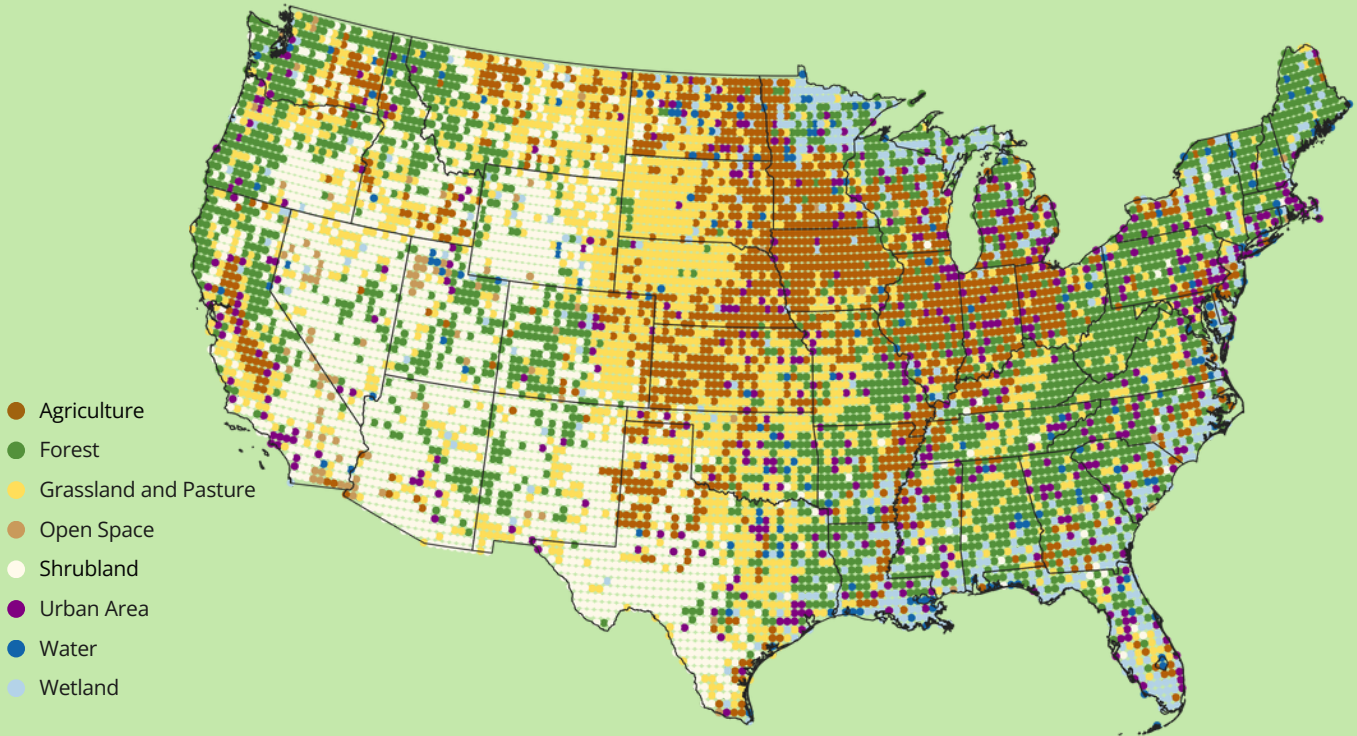 Agriculture
Forest
Grassland and Pasture
Open Space
Shrubland
Urban Area
Water
Wetland